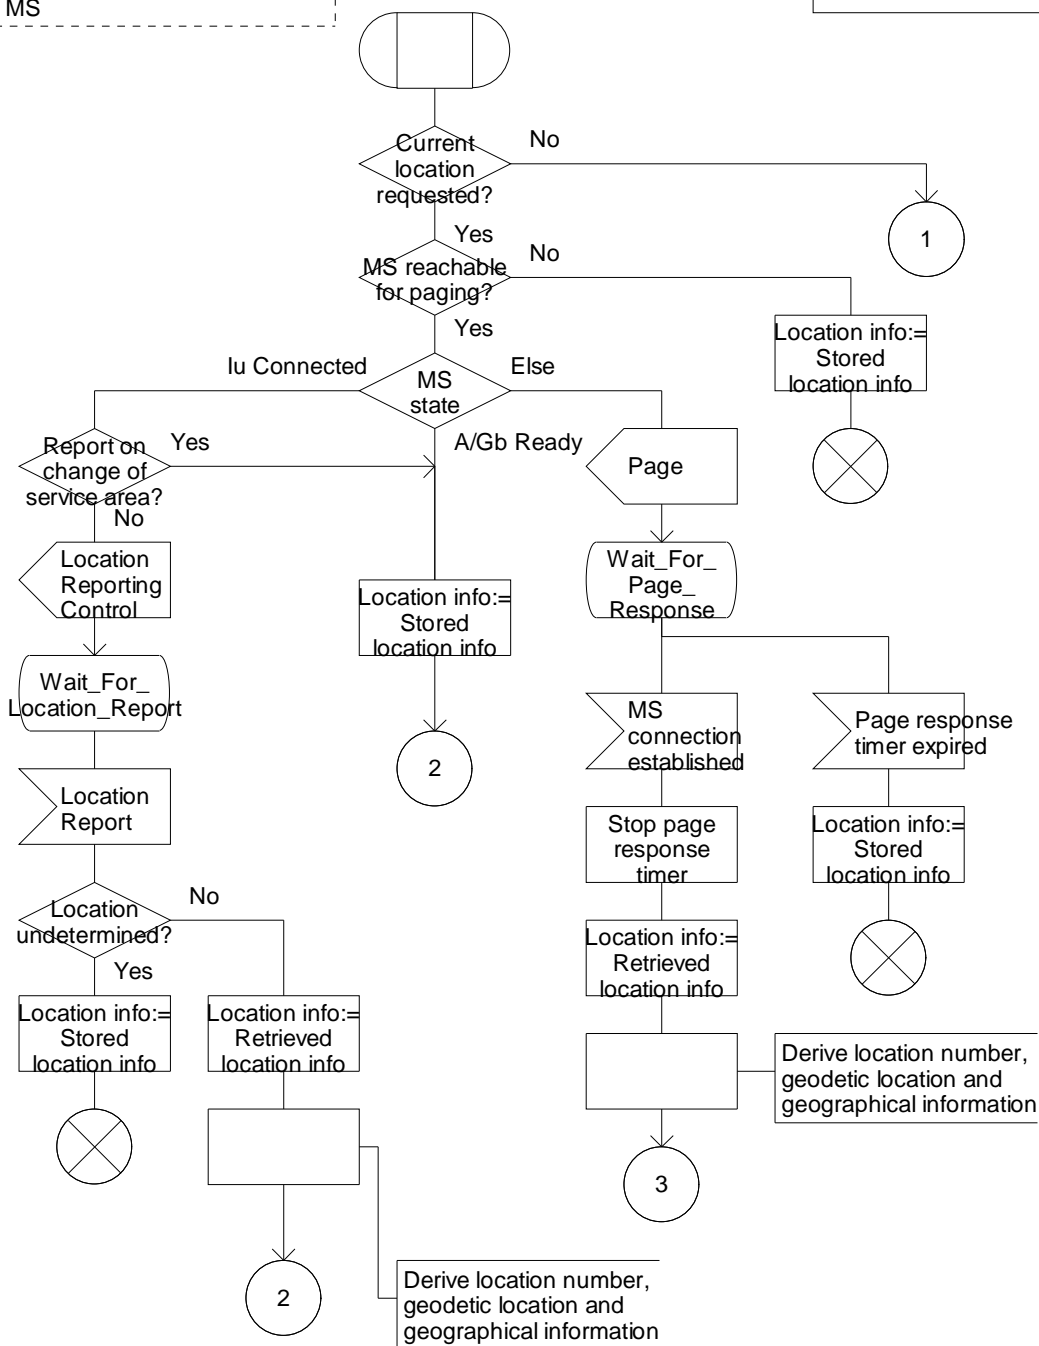 MS
Current
location
requested?
No
1
Yes
MS reachable
for paging?
No
Yes
Location info:=
Stored
location info
Iu Connected
MS
state
Else
A/Gb Ready
Report on
change of
service area?
Yes
No
Page
Location
Reporting
Control
Wait_For_
Page_
Response
Location info:=
Stored
location info
Wait_For_
Location_Report
2
MS
connection
established
Page response
timer expired
Location
Report
Stop page
response
timer
Location info:=
Stored
location info
Location
undetermined?
No
Yes
Location info:=
Retrieved
location info
Location info:=
Stored
location info
Location info:=
Retrieved
location info
Derive location number,
geodetic location and
geographical information
3
2
Derive location number,
geodetic location and
geographical information